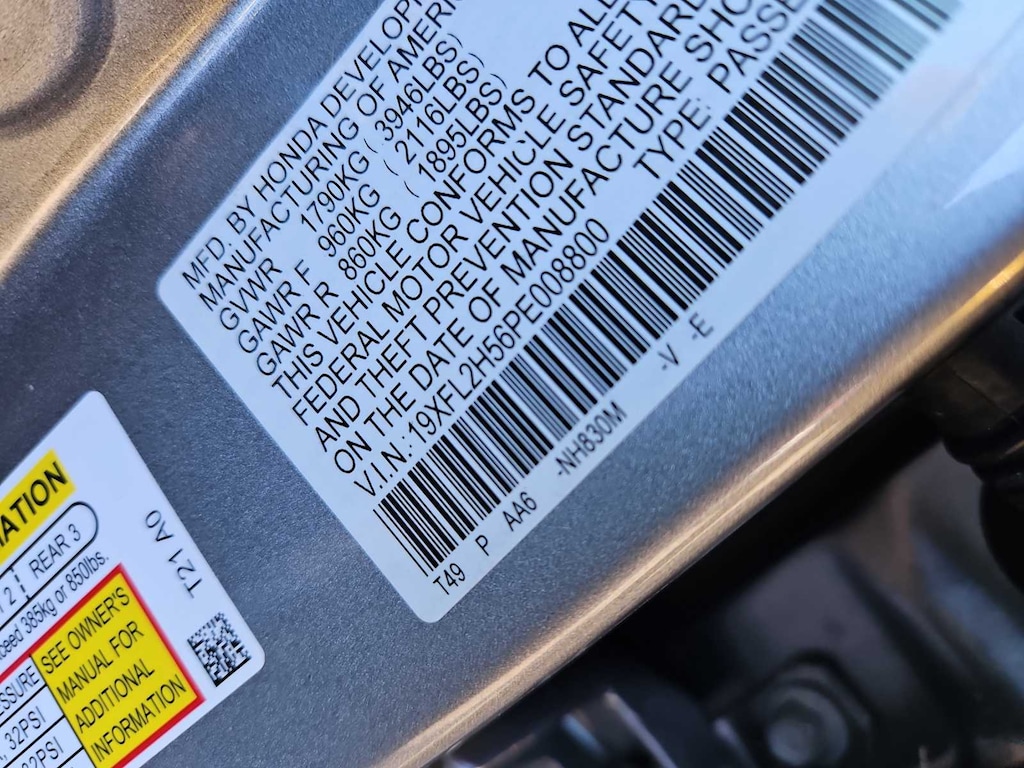 MFD. BY HONDA DEVELOP
MANUFACTURING OF AMERIC
GVWR 1790KG ( 3946LBS)
GAWR F 960KG ( 2116LBS)
GAWR R 860KG ( 1895LBS)
THIS VEHICLE CONFORMS TO ALL
FEDERAL MOTOR VEHICLE SAFETY
AND THEFT PREVENTION STANDARD
ON THE DATE OF MANUFACTURE SHO
V.I.N.:19XFL2H56PE008800 TYPE: PASSE
T49 P AA6 -NH830M -V -E
ATION
2 REAR 3
385kg or 850lbs.
SEE OWNER'S
MANUAL FOR
ADDITIONAL
INFORMATION
32PSI
T21 A0